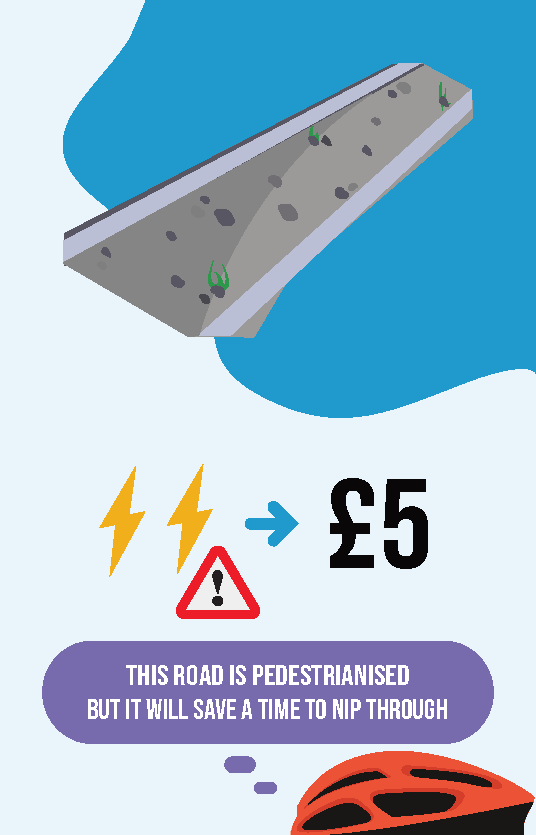 £5
THIS ROAD IS PEDESTRIANISED
BUT IT WILL SAVE A TIME TO NIP THROUGH